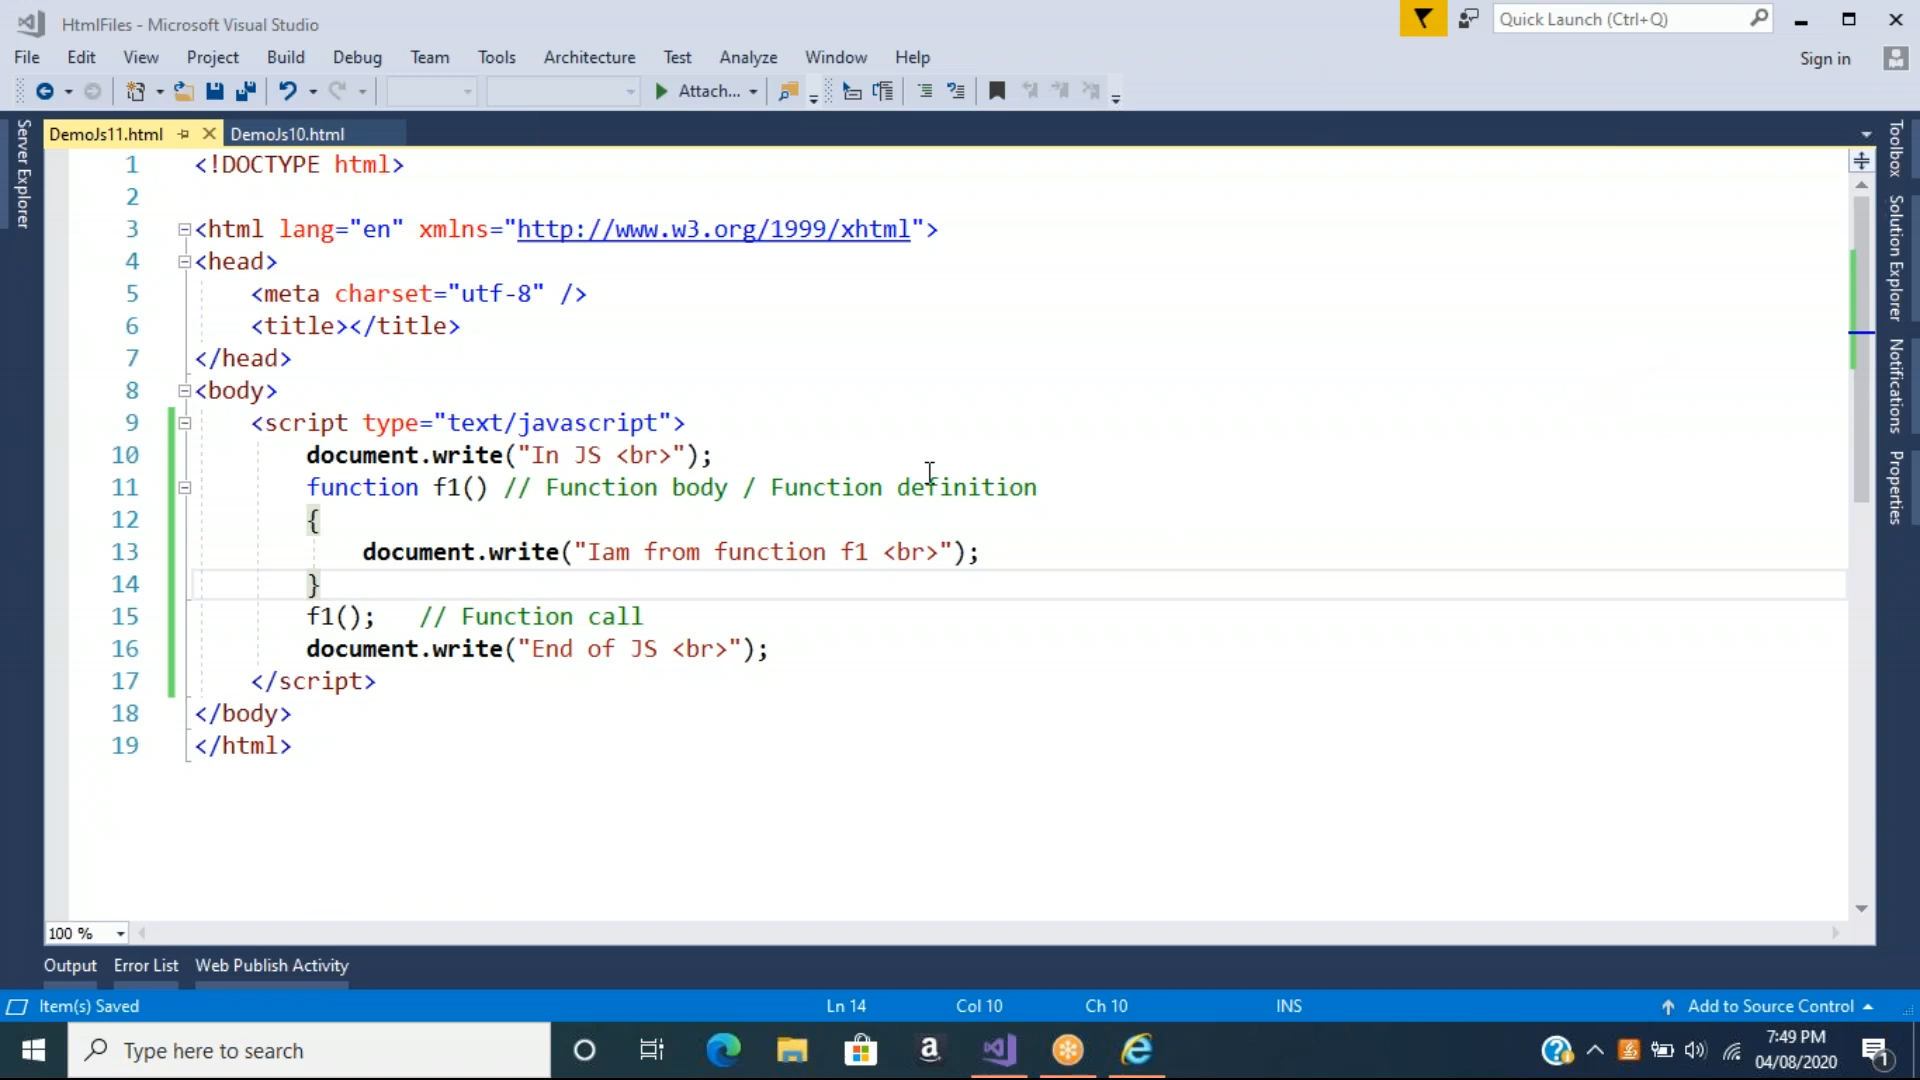 HtmlFiles - Microsoft Visual Studio
Quick Launch (Ctrl+Q)
File Edit View Project Build Debug Team Tools Architecture Test Analyze Window Help
Sign in
Attach...
DemoJs11.html
DemoJs10.html
Server Explorer
Toolbox
Solution Explorer
Notifications
Properties
1 <!DOCTYPE html>
2
3 <html lang="en" xmlns="http://www.w3.org/1999/xhtml">
4 <head>
5 <meta charset="utf-8" />
6 <title></title>
7 </head>
8 <body>
9 <script type="text/javascript">
10 document.write("In JS <br>");
11 function f1() // Function body / Function definition
12 {
13 document.write("Iam from function f1 <br>");
14 }
15 f1(); // Function call
16 document.write("End of JS <br>");
17 </script>
18 </body>
19 </html>
100 %
Output Error List Web Publish Activity
Item(s) Saved
Ln 14 Col 10 Ch 10 INS
Add to Source Control
Type here to search
7:49 PM
04/08/2020
1